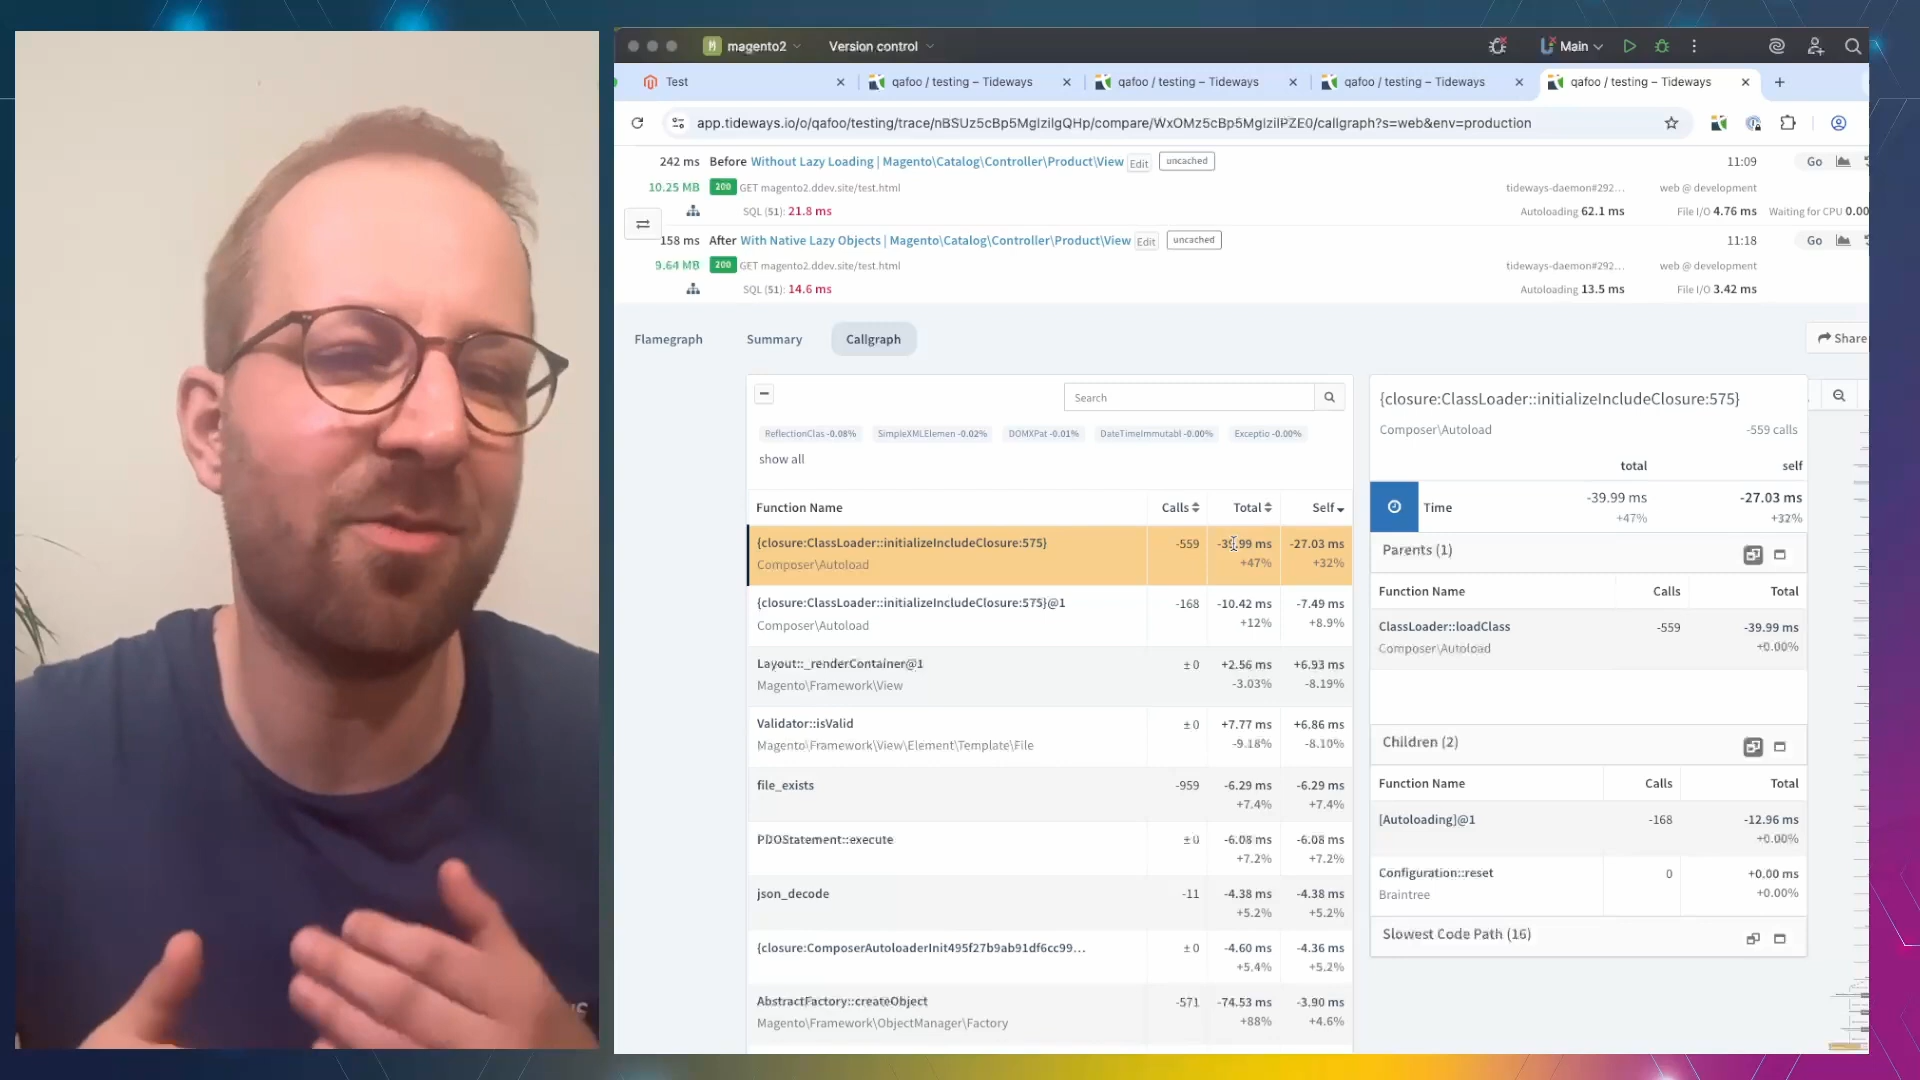 magento2
Version control
Main
Test
qafoo / testing – Tideways
qafoo / testing – Tideways
qafoo / testing – Tideways
qafoo / testing – Tideways
app.tideways.io/o/qafoo/testing/trace/nBSUz5cBp5MgIzilgQHp/compare/WxOMz5cBp5MgIzilPZE0/callgraph?s=web&env=production
242 ms Before Without Lazy Loading | Magento\Catalog\Controller\Product\View Edit uncached 11:09 Go
10.25 MB 200 GET magento2.ddev.site/test.html tideways-daemon#292... web @ development
SQL (51): 21.8 ms Autoloading 62.1 ms File I/O 4.76 ms Waiting for CPU 0.00
158 ms After With Native Lazy Objects | Magento\Catalog\Controller\Product\View Edit uncached 11:18 Go
9.64 MB 200 GET magento2.ddev.site/test.html tideways-daemon#292... web @ development
SQL (51): 14.6 ms Autoloading 13.5 ms File I/O 3.42 ms
Flamegraph Summary Callgraph Share
Search
ReflectionClas -0.08% SimpleXMLElemen -0.02% DOMXPat -0.01% DateTimeImmutabl -0.00% Exceptio -0.00%
show all
Function Name Calls Total Self
{closure:ClassLoader::initializeIncludeClosure:575} -559 -39.99 ms -27.03 ms
Composer\Autoload +47% +32%
{closure:ClassLoader::initializeIncludeClosure:575}@1 -168 -10.42 ms -7.49 ms
Composer\Autoload +12% +8.9%
Layout::_renderContainer@1 ±0 +2.56 ms +6.93 ms
Magento\Framework\View -3.03% -8.19%
Validator::isValid ±0 +7.77 ms +6.86 ms
Magento\Framework\View\Element\Template\File -9.18% -8.10%
file_exists -959 -6.29 ms -6.29 ms
+7.4% +7.4%
PDOStatement::execute ±0 -6.08 ms -6.08 ms
+7.2% +7.2%
json_decode -11 -4.38 ms -4.38 ms
+5.2% +5.2%
{closure:ComposerAutoloaderInit495f27b9ab91df6cc99... ±0 -4.60 ms -4.36 ms
+5.4% +5.2%
AbstractFactory::createObject -571 -74.53 ms -3.90 ms
Magento\Framework\ObjectManager\Factory +88% +4.6%
{closure:ClassLoader::initializeIncludeClosure:575}
Composer\Autoload -559 calls
total self
Time -39.99 ms -27.03 ms
+47% +32%
Parents (1)
Function Name Calls Total
ClassLoader::loadClass -559 -39.99 ms
Composer\Autoload +0.00%
Children (2)
Function Name Calls Total
[Autoloading]@1 -168 -12.96 ms
+0.00%
Configuration::reset 0 +0.00 ms
Braintree +0.00%
Slowest Code Path (16)